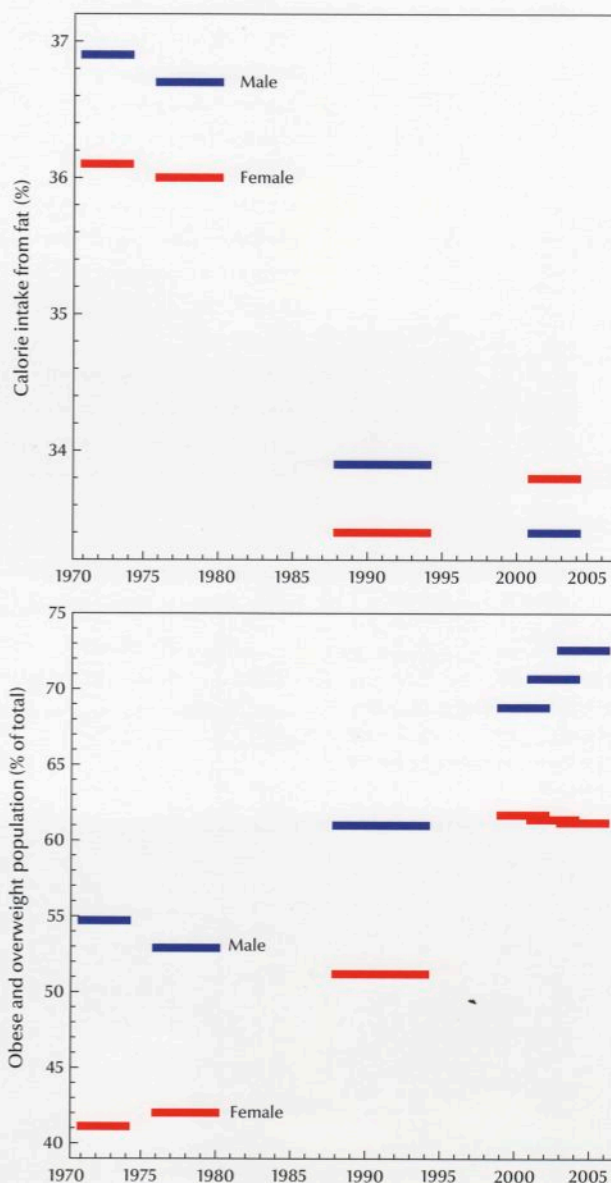 Calorie intake from fat (%)
37
36
35
34
Male
Female
1970 1975 1980 1985 1990 1995 2000 2005
Obese and overweight population (% of total)
75
70
65
60
55
50
45
40
Male
Female
1970 1975 1980 1985 1990 1995 2000 2005